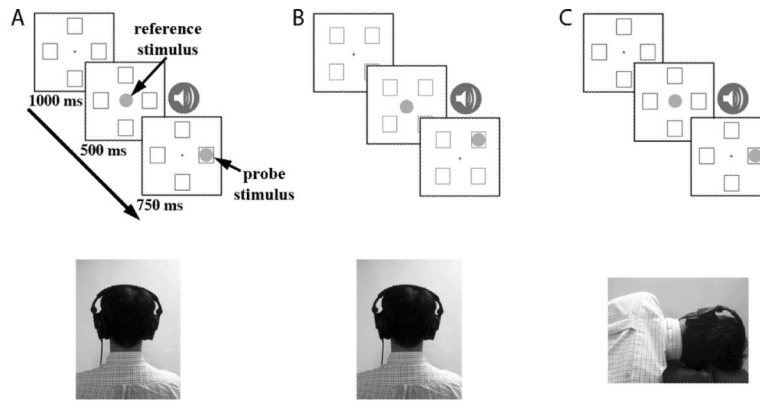 A
B
C
reference
stimulus
1000 ms
500 ms
probe
stimulus
750 ms